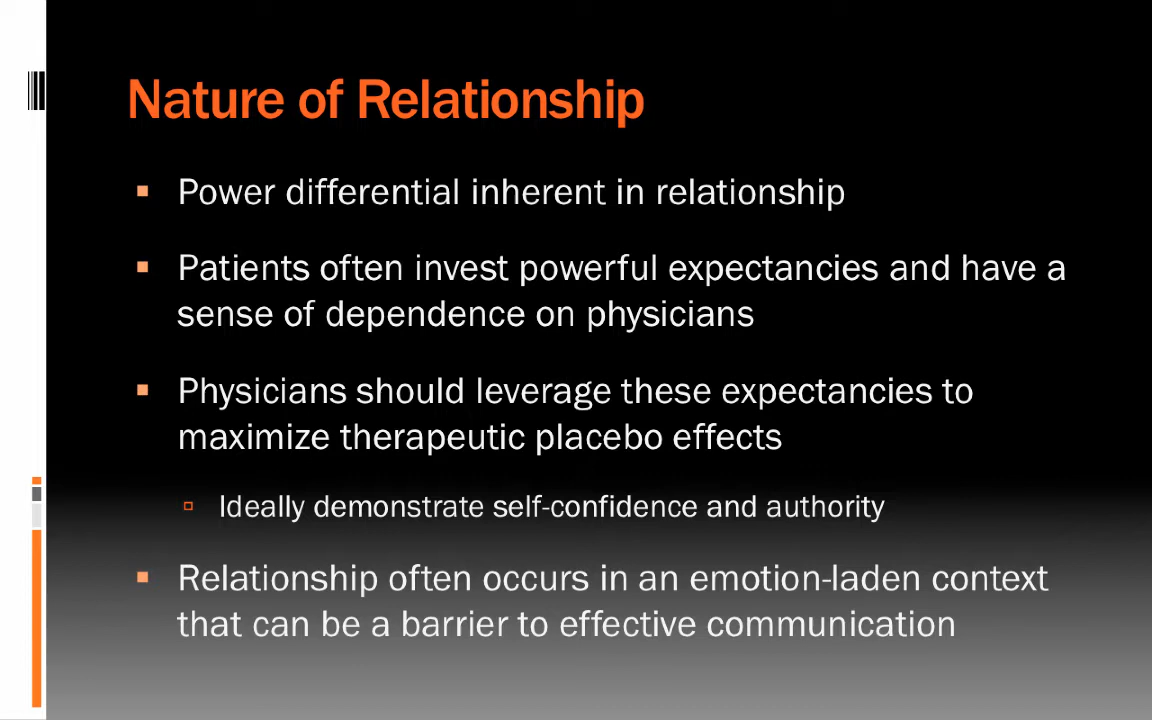 Nature of Relationship
▪ Power differential inherent in relationship
▪ Patients often invest powerful expectancies and have a
sense of dependence on physicians
▪ Physicians should leverage these expectancies to
maximize therapeutic placebo effects
▫ Ideally demonstrate self-confidence and authority
▪ Relationship often occurs in an emotion-laden context
that can be a barrier to effective communication